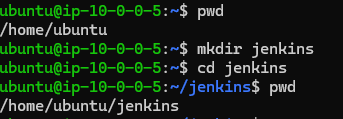 ubuntu@ip-10-0-0-5:~$ pwd
/home/ubuntu
ubuntu@ip-10-0-0-5:~$ mkdir jenkins
ubuntu@ip-10-0-0-5:~$ cd jenkins
ubuntu@ip-10-0-0-5:~/jenkins$ pwd
/home/ubuntu/jenkins